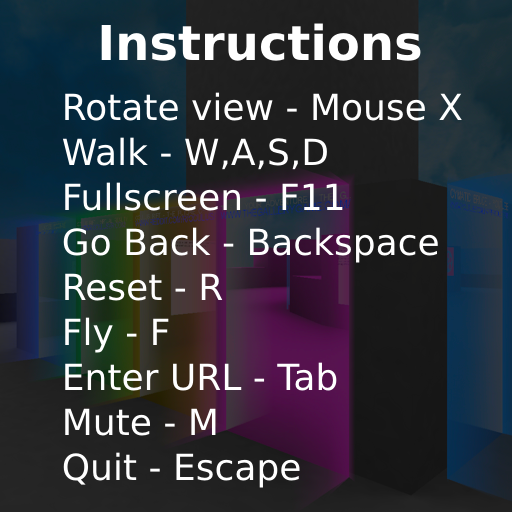 Instructions
Rotate view - Mouse X
Walk - W,A,S,D
Fullscreen - F11
Go Back - Backspace
Reset - R
Fly - F
Enter URL - Tab
Mute - M
Quit - Escape